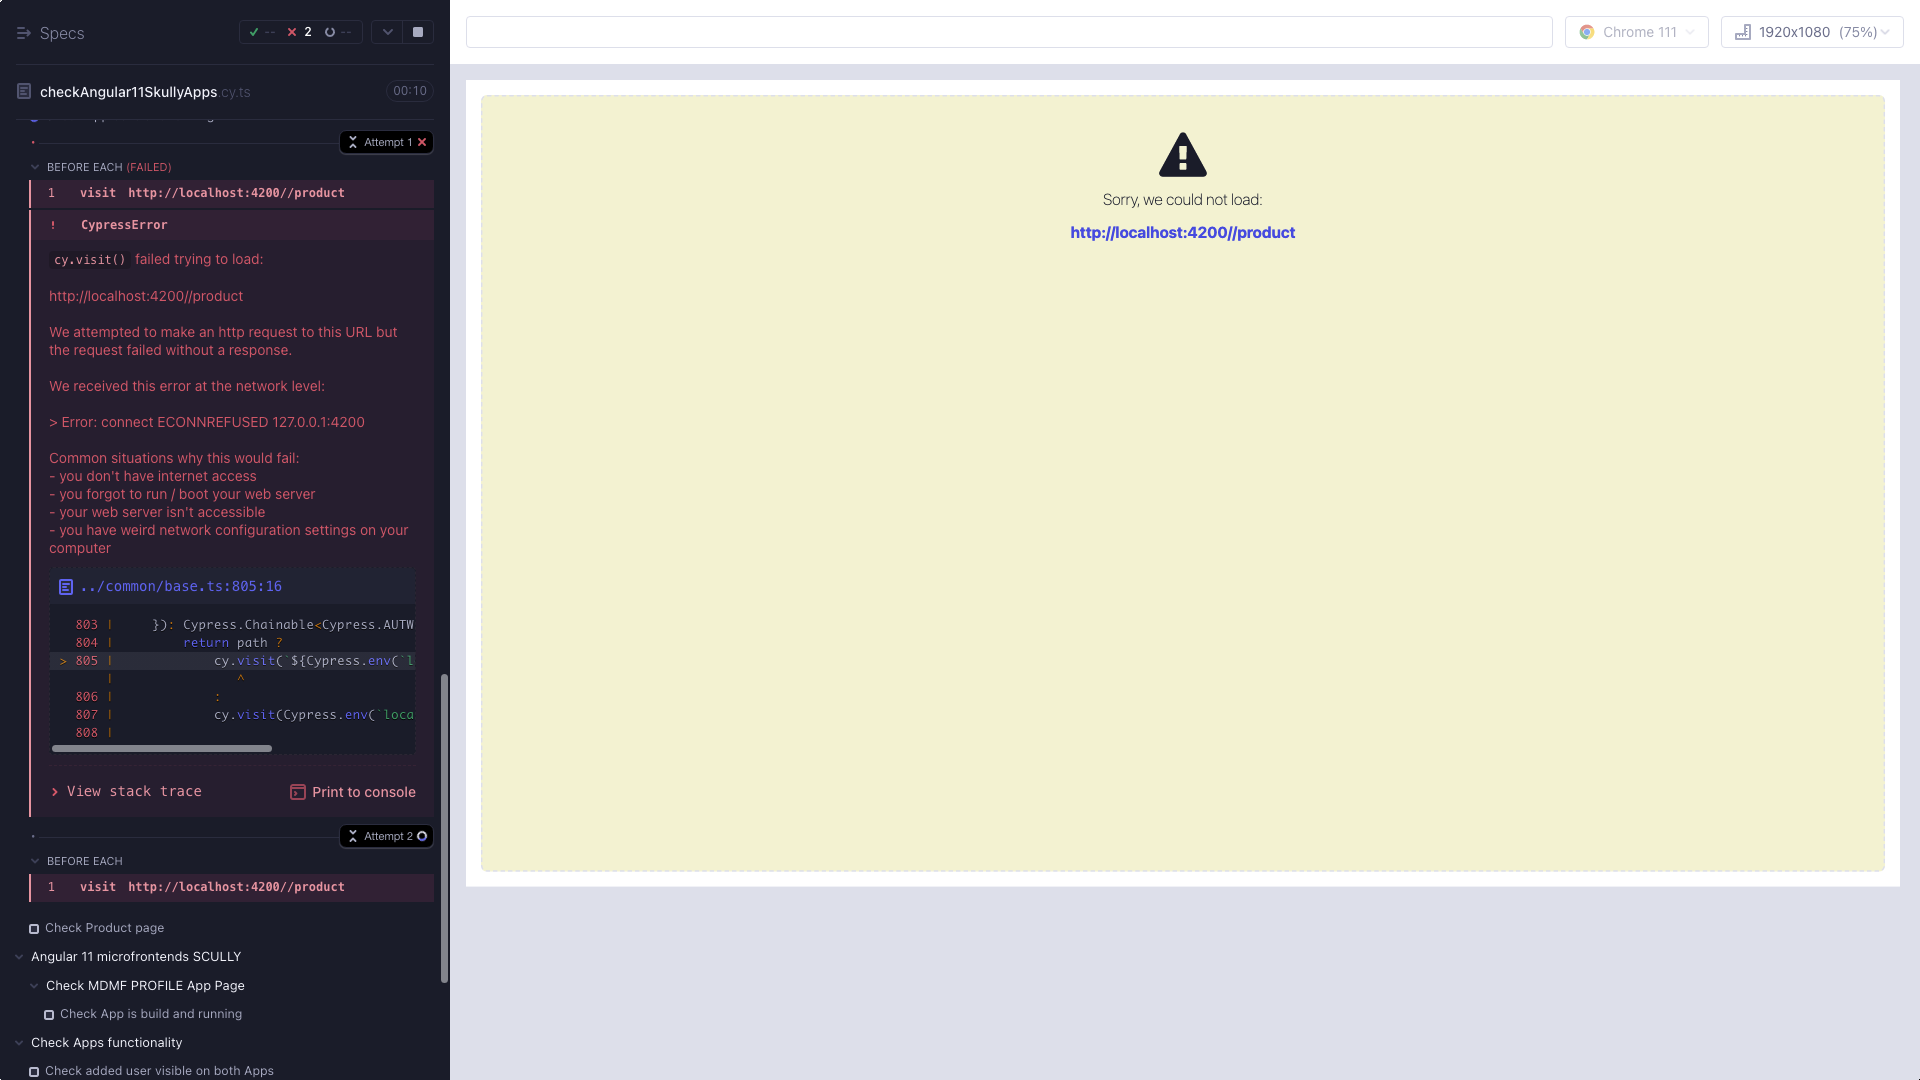 Specs
-- 2 --
checkAngular11SkullyApps.cy.ts
00:10
Attempt 1
BEFORE EACH (FAILED)
1 visit http://localhost:4200//product
! CypressError
cy.visit() failed trying to load:
http://localhost:4200//product
We attempted to make an http request to this URL but
the request failed without a response.
We received this error at the network level:
> Error: connect ECONNREFUSED 127.0.0.1:4200
Common situations why this would fail:
- you don't have internet access
- you forgot to run / boot your web server
- your web server isn't accessible
- you have weird network configuration settings on your
computer
../common/base.ts:805:16
803 | }): Cypress.Chainable<Cypress.AUTW
804 | return path ?
> 805 | cy.visit(`${Cypress.env(`l
| ^
806 | :
807 | cy.visit(Cypress.env(`loca
808 |
View stack trace
Print to console
Attempt 2
BEFORE EACH
1 visit http://localhost:4200//product
Check Product page
Angular 11 microfrontends SCULLY
Check MDMF PROFILE App Page
Check App is build and running
Check Apps functionality
Check added user visible on both Apps
Chrome 111
1920x1080 (75%)
Sorry, we could not load:
http://localhost:4200//product